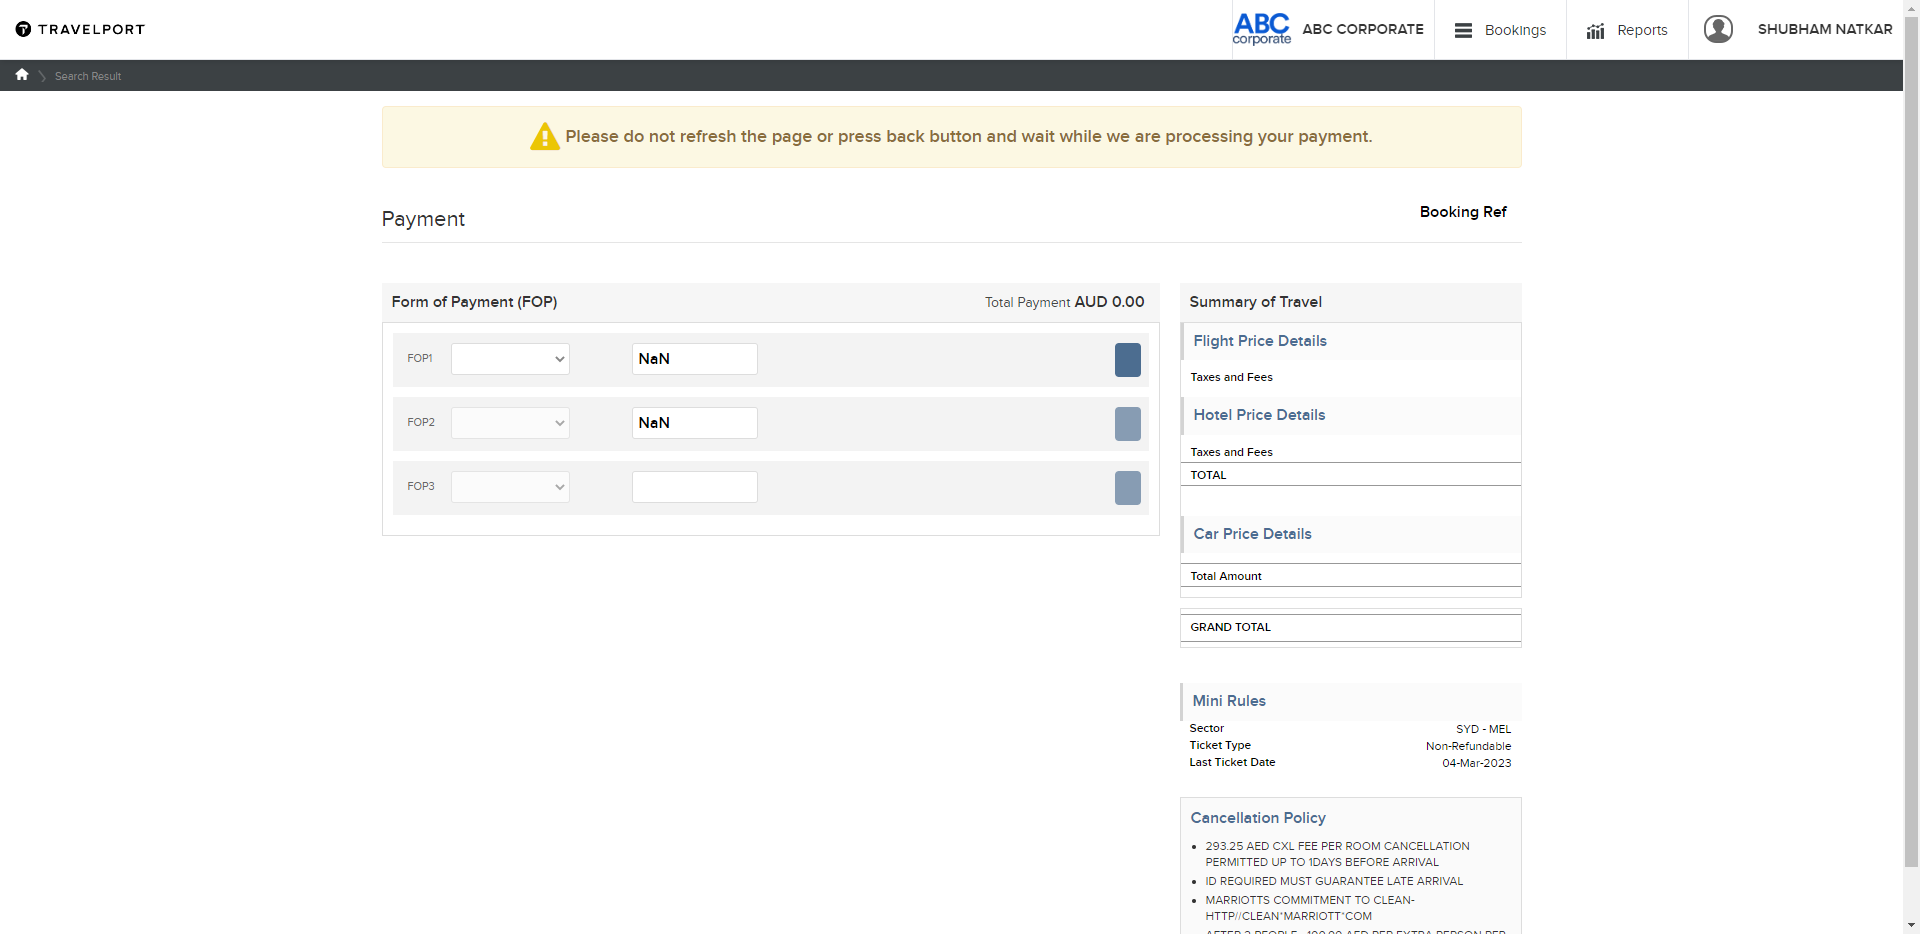 TRAVELPORT
ABC
corporate
ABC CORPORATE
Bookings
Reports
SHUBHAM NATKAR
Search Result
Please do not refresh the page or press back button and wait while we are processing your payment.
Payment
Booking Ref
Form of Payment (FOP)
Total Payment AUD 0.00
FOP1
NaN
FOP2
NaN
FOP3
Summary of Travel
Flight Price Details
Taxes and Fees
Hotel Price Details
Taxes and Fees
TOTAL
Car Price Details
Total Amount
GRAND TOTAL
Mini Rules
Sector SYD - MEL
Ticket Type Non-Refundable
Last Ticket Date 04-Mar-2023
Cancellation Policy
293.25 AED CXL FEE PER ROOM CANCELLATION
PERMITTED UP TO 1DAYS BEFORE ARRIVAL
ID REQUIRED MUST GUARANTEE LATE ARRIVAL
MARRIOTTS COMMITMENT TO CLEAN-
HTTP//CLEAN*MARRIOTT*COM